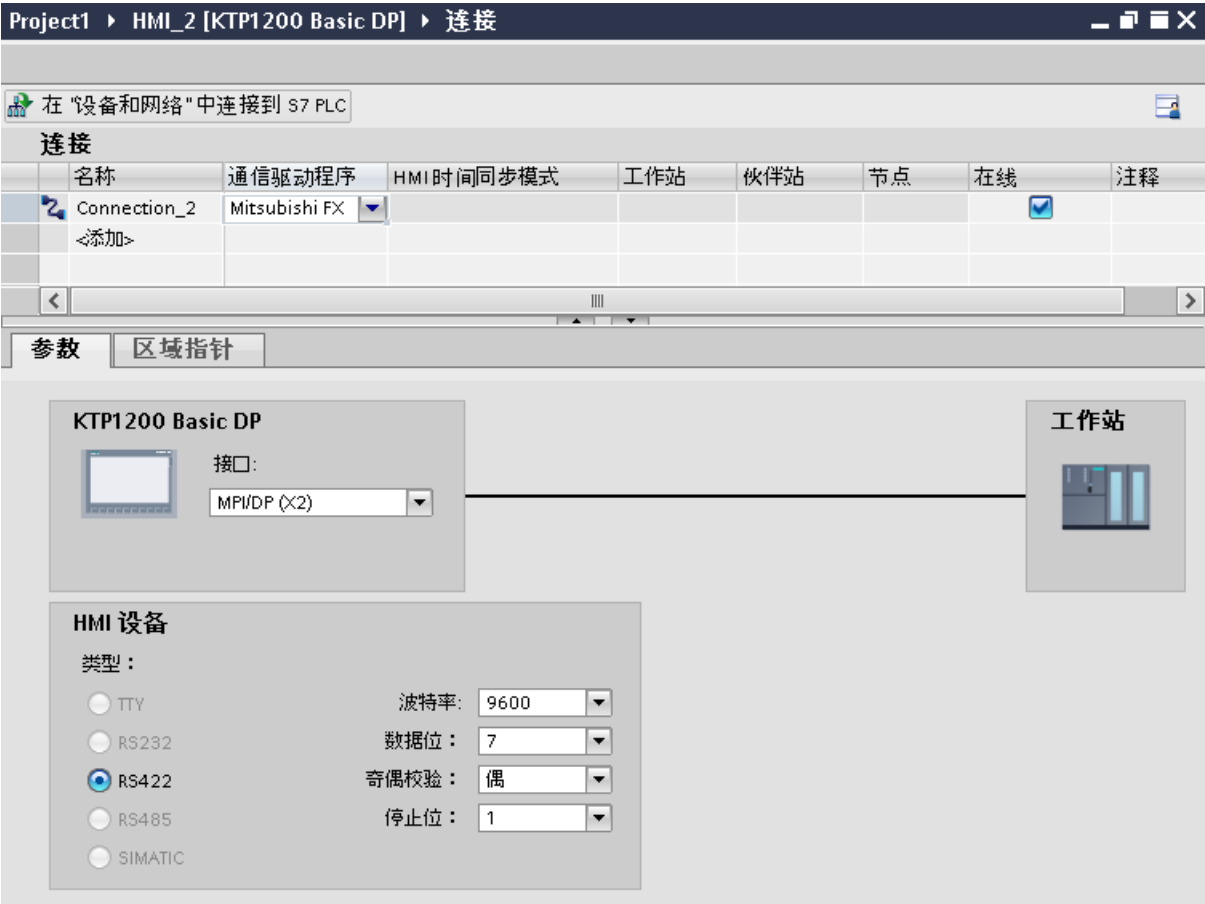 Project1 ▸ HMI_2 [KTP1200 Basic DP] ▸ 连接
在 "设备和网络" 中连接到 S7 PLC
连接
名称 通信驱动程序 HMI时间同步模式 工作站 伙伴站 节点 在线 注释
Connection_2 Mitsubishi FX
<添加>
参数 区域指针
KTP1200 Basic DP 工作站
接口:
MPI/DP (X2)
HMI 设备
类型：
TTY 波特率: 9600
RS232 数据位： 7
RS422 奇偶校验： 偶
RS485 停止位： 1
SIMATIC